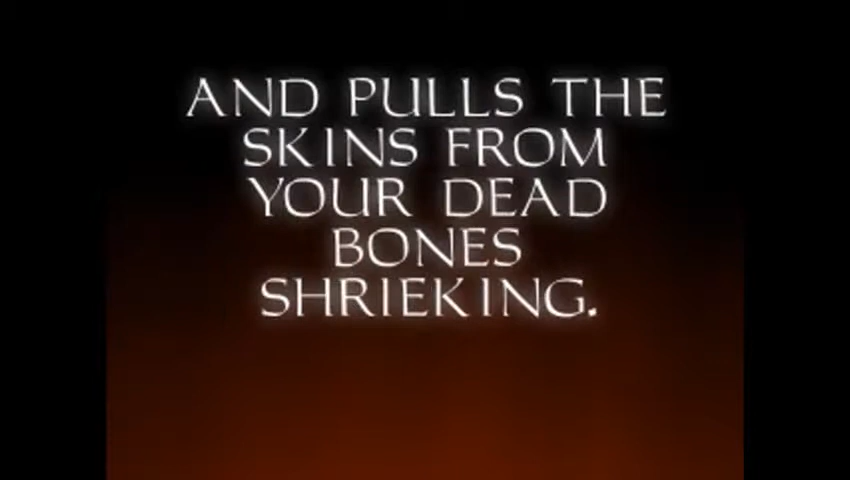 AND PULLS THE
SKINS FROM
YOUR DEAD
BONES
SHRIEKING.